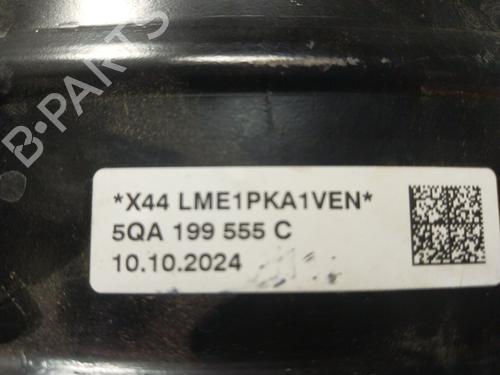 B-PARTS
*X44 LME1PKA1VEN*
5QA 199 555 C
10.10.2024